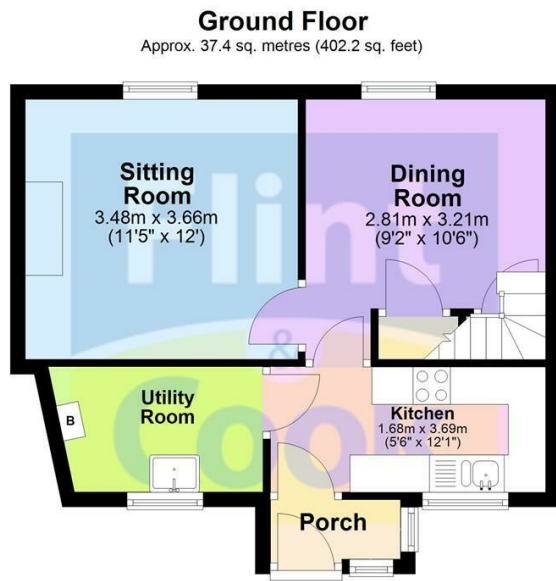 Ground Floor
Approx. 37.4 sq. metres (402.2 sq. feet)
Sitting
Room
3.48m x 3.66m
(11'5" x 12')
Dining
Room
2.81m x 3.21m
(9'2" x 10'6")
Flint
&
Cook
Utility
Room
B
Kitchen
1.68m x 3.69m
(5'6" x 12'1")
Porch